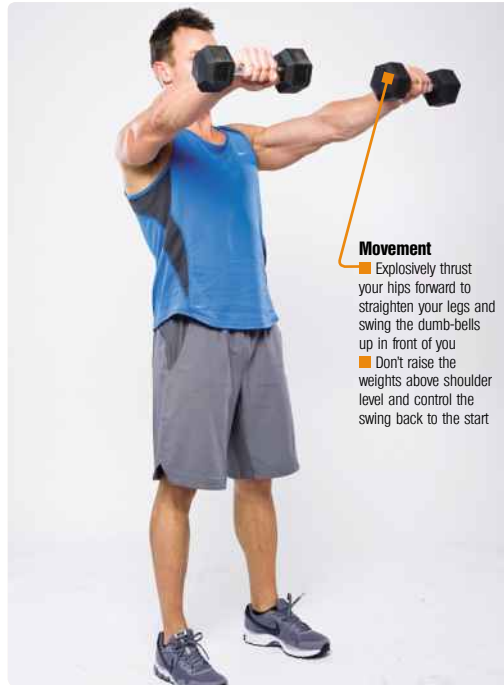 Movement
Explosively thrust
your hips forward to
straighten your legs and
swing the dumb-bells
up in front of you
Don't raise the
weights above shoulder
level and control the
swing back to the start